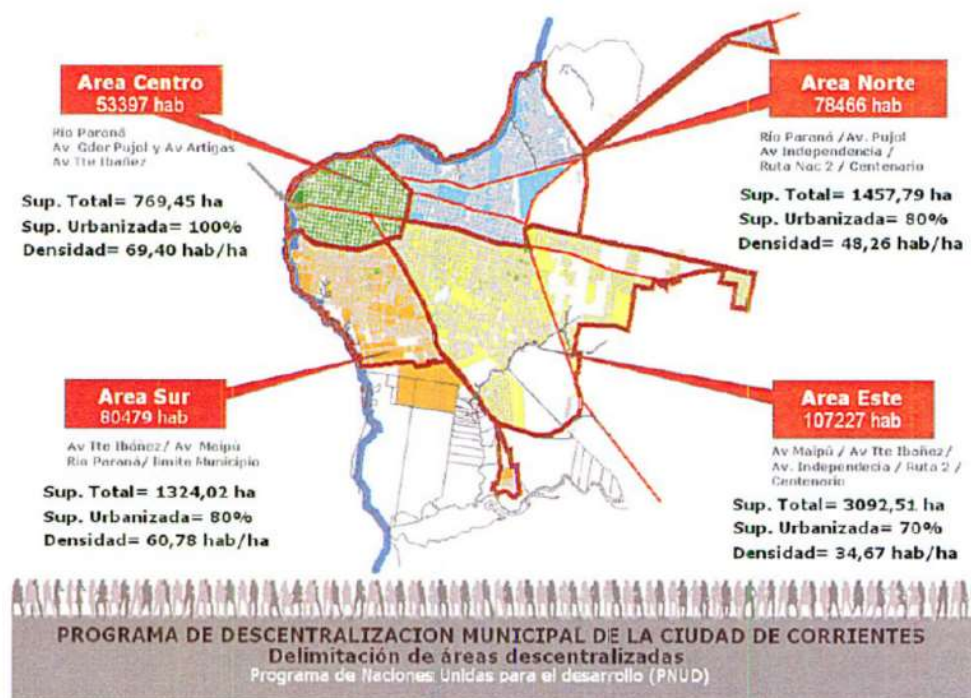 Area Centro
53397 hab
Río Paraná
Av Gdor Pujol y Av Artigas
Av Tte Ibáñez
Sup. Total= 769,45 ha
Sup. Urbanizada= 100%
Densidad= 69,40 hab/ha
Area Norte
78466 hab
Río Paraná /Av. Pujol
Av Independencia /
Ruta Nac 2 / Centenario
Sup. Total= 1457,79 ha
Sup. Urbanizada= 80%
Densidad= 48,26 hab/ha
Area Sur
80479 hab
Av Tte Ibáñez/ Av. Maipú
Río Paraná/ límite Municipio
Sup. Total= 1324,02 ha
Sup. Urbanizada= 80%
Densidad= 60,78 hab/ha
Area Este
107227 hab
Av Maipú / Av Tte Ibañez/
Av. Independecia / Ruta 2 /
Centenario
Sup. Total= 3092,51 ha
Sup. Urbanizada= 70%
Densidad= 34,67 hab/ha
PROGRAMA DE DESCENTRALIZACION MUNICIPAL DE LA CIUDAD DE CORRIENTES
Delimitación de áreas descentralizadas
Programa de Naciones Unidas para el desarrollo (PNUD)